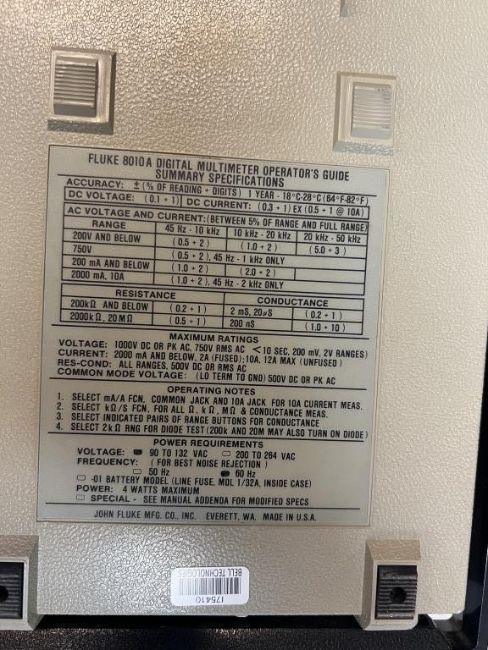 FLUKE 8010A DIGITAL MULTIMETER OPERATOR'S GUIDE
SUMMARY SPECIFICATIONS
ACCURACY: ±(% OF READING + DIGITS) 1 YEAR - 18°C-28°C (64°F-82°F)
DC VOLTAGE: (0.1 + 1) DC CURRENT: (0.3 + 1) EX (0.5 + 1 @ 10A)
AC VOLTAGE AND CURRENT: (BETWEEN 5% OF RANGE AND FULL RANGE)
RANGE 45 Hz - 10 kHz 10 kHz - 20 kHz 20 kHz - 50 kHz
200V AND BELOW (0.5 + 2) (1.0 + 2) (5.0 + 3)
750V (0.5 + 2), 45 Hz - 1 kHz ONLY
200 mA AND BELOW (1.0 + 2) (2.0 + 2)
2000 mA, 10A (1.0 + 2), 45 Hz - 2 kHz ONLY
RESISTANCE CONDUCTANCE
200kΩ AND BELOW (0.2 + 1) 2 mS, 20µS (0.2 + 1)
2000kΩ, 20MΩ (0.5 + 1) 200 nS (1.0 + 10)
MAXIMUM RATINGS
VOLTAGE: 1000V DC OR PK AC, 750V RMS AC <10 SEC, 200 mV, 2V RANGES)
CURRENT: 2000 mA AND BELOW, 2A (FUSED);10A, 12A MAX (UNFUSED)
RES-COND: ALL RANGES, 500V DC OR RMS AC
COMMON MODE VOLTAGE: (LO TERM TO GND) 500V DC OR PK AC
OPERATING NOTES
1. SELECT mA/A FCN, COMMON JACK AND 10A JACK FOR 10A CURRENT MEAS.
2. SELECT kΩ/S FCN, FOR ALL Ω, kΩ, MΩ & CONDUCTANCE MEAS.
3. SELECT INDICATED PAIRS OF RANGE BUTTONS FOR CONDUCTANCE
4. SELECT 2kΩ RNG FOR DIODE TEST (200k AND 20M MAY ALSO TURN ON DIODE)
POWER REQUIREMENTS
VOLTAGE: 90 TO 132 VAC 200 TO 264 VAC
FREQUENCY: (FOR BEST NOISE REJECTION)
50 Hz 60 Hz
-01 BATTERY MODEL (LINE FUSE, MDL 1/32A, INSIDE CASE)
POWER: 4 WATTS MAXIMUM
SPECIAL - SEE MANUAL ADDENDA FOR MODIFIED SPECS
JOHN FLUKE MFG. CO., INC. EVERETT, WA. MADE IN U.S.A.
175410
BELL TECHNOLOGIES